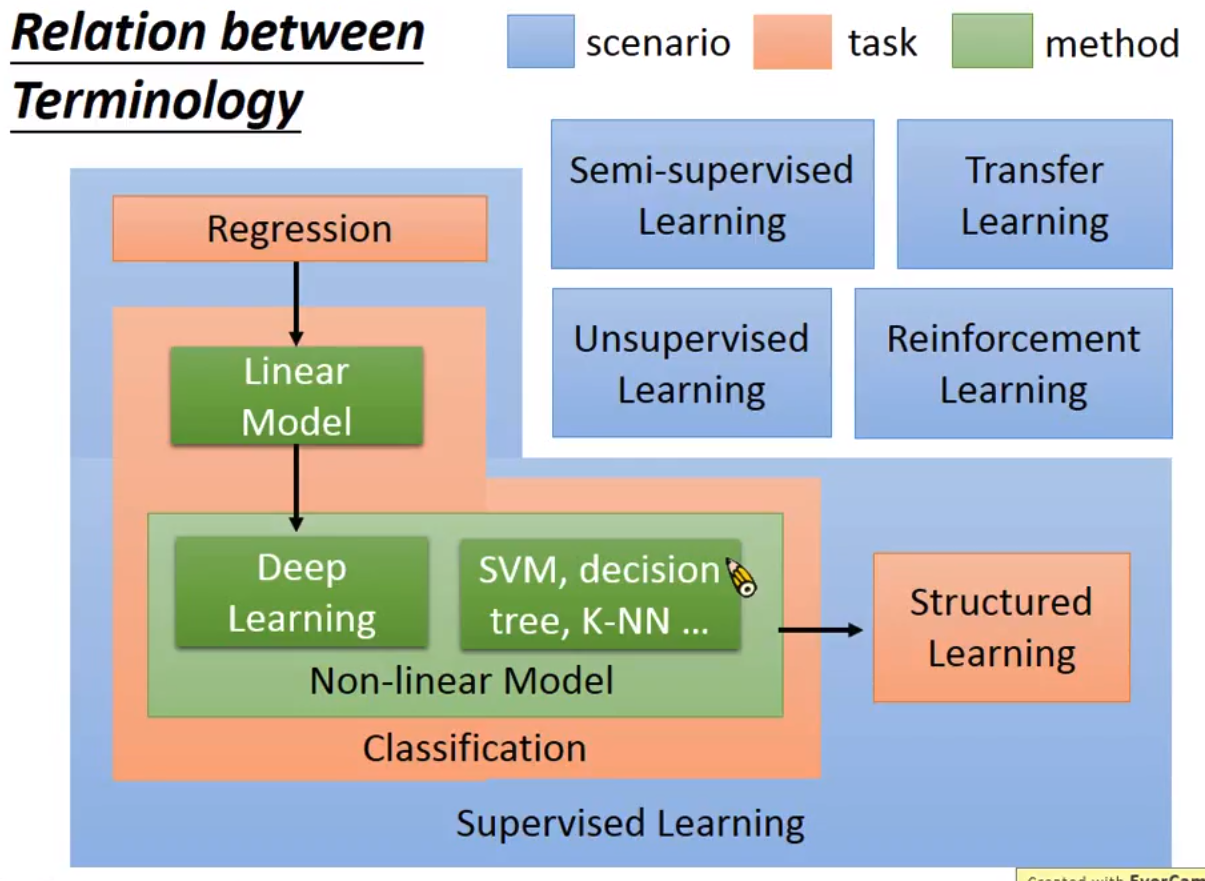 Relation between
Terminology
scenario
task
method
Semi-supervised
Learning
Transfer
Learning
Regression
Unsupervised
Learning
Reinforcement
Learning
Linear
Model
Deep
Learning
SVM, decision
tree, K-NN ...
Non-linear Model
Classification
Structured
Learning
Supervised Learning
Created with EverCam